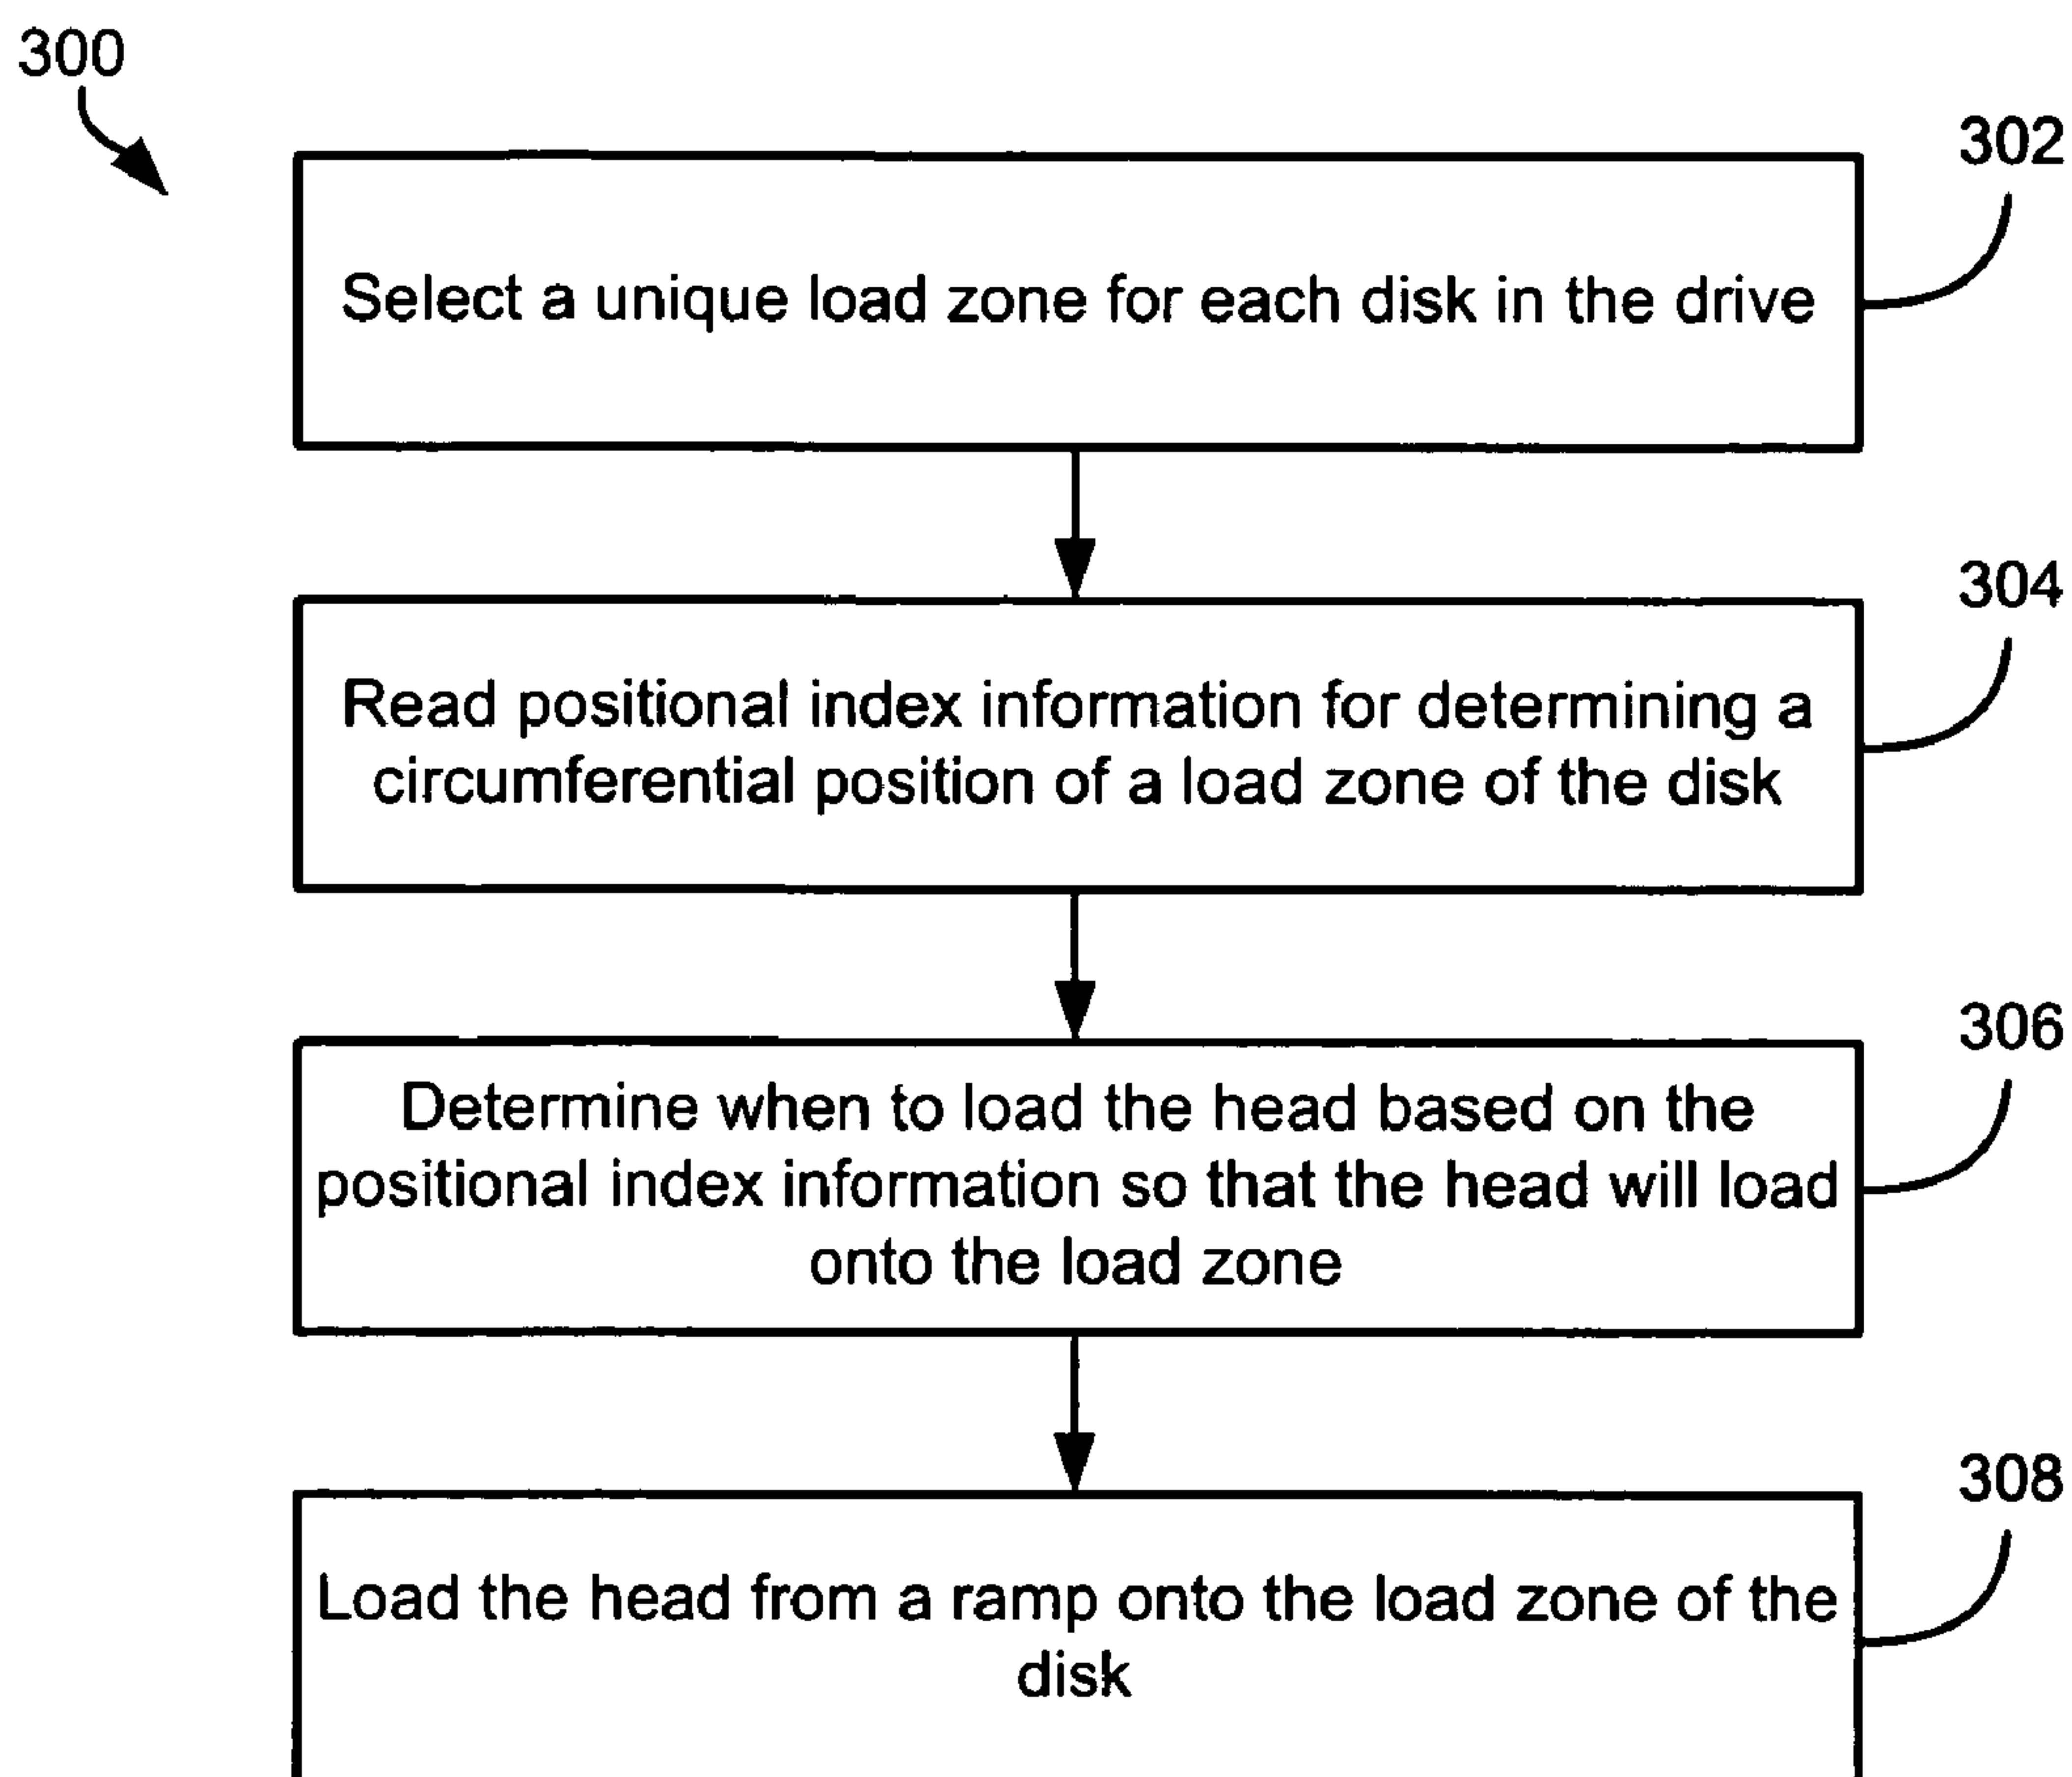 300
302
Select a unique load zone for each disk in the drive
304
Read positional index information for determining a
circumferential position of a load zone of the disk
306
Determine when to load the head based on the
positional index information so that the head will load
onto the load zone
308
Load the head from a ramp onto the load zone of the
disk